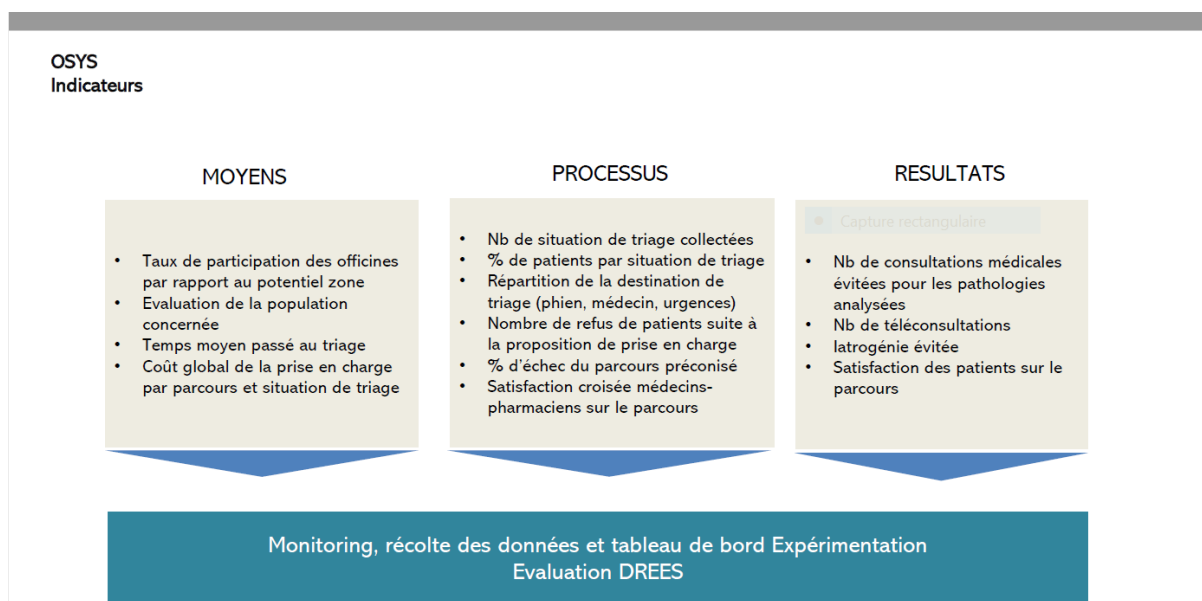 OSYS
Indicateurs
MOYENS
• Taux de participation des officines
par rapport au potentiel zone
• Evaluation de la population
concernée
• Temps moyen passé au triage
• Coût global de la prise en charge
par parcours et situation de triage
PROCESSUS
• Nb de situation de triage collectées
• % de patients par situation de triage
• Répartition de la destination de
triage (phien, médecin, urgences)
• Nombre de refus de patients suite à
la proposition de prise en charge
• % d'échec du parcours préconisé
• Satisfaction croisée médecins-
pharmaciens sur le parcours
RESULTATS
Capture rectangulaire
• Nb de consultations médicales
évitées pour les pathologies
analysées
• Nb de téléconsultations
• Iatrogénie évitée
• Satisfaction des patients sur le
parcours
Monitoring, récolte des données et tableau de bord Expérimentation
Evaluation DREES